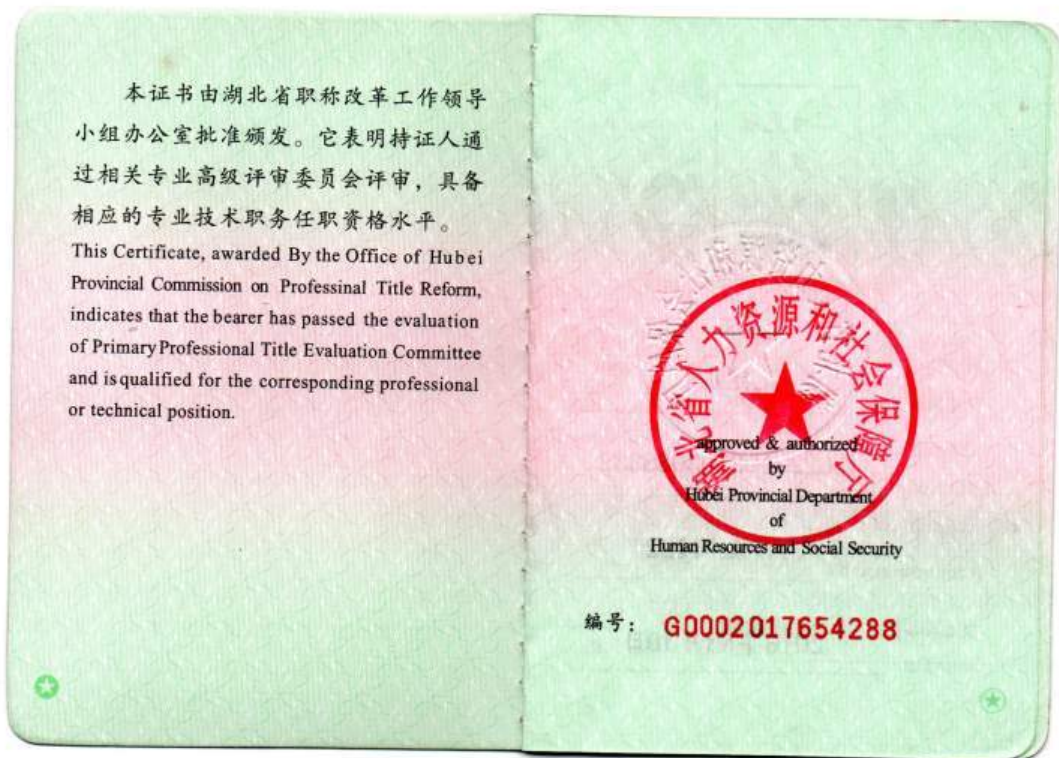 本证书由湖北省职称改革工作领导
小组办公室批准颁发。它表明持证人通
过相关专业高级评审委员会评审，具备
相应的专业技术职务任职资格水平。
This Certificate, awarded By the Office of Hubei
Provincial Commission on Professinal Title Reform,
indicates that the bearer has passed the evaluation
of Primary Professional Title Evaluation Committee
and is qualified for the corresponding professional
or technical position.
湖北省人力资源和社会保障厅
approved & authorized
by
Hubei Provincial Department
of
Human Resources and Social Security
编号：G0002017654288